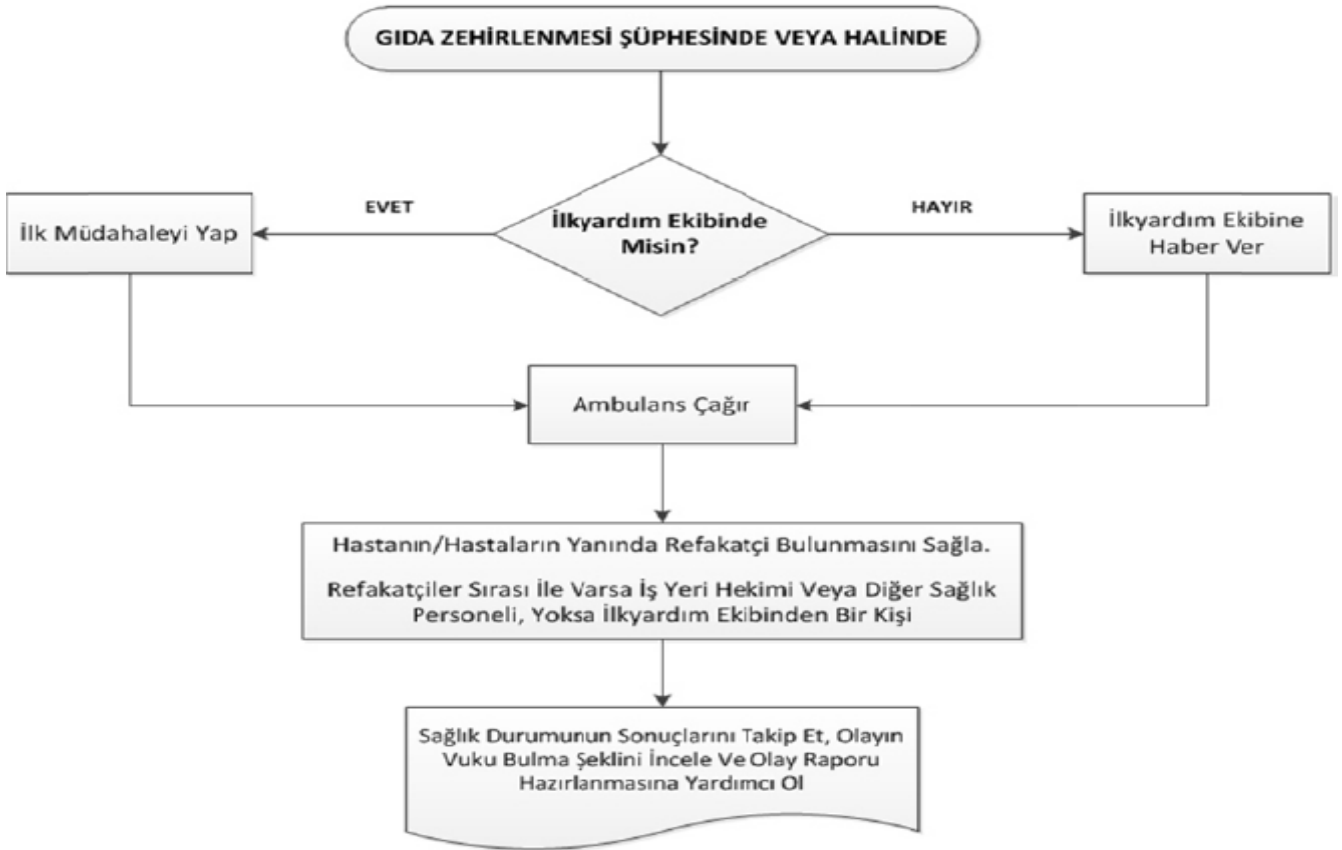 GIDA ZEHİRLENMESİ ŞÜPHESİNDE VEYA HALİNDE
EVET
İlkyardım Ekibinde
Misin?
HAYIR
İlk Müdahaleyi Yap
İlkyardım Ekibine
Haber Ver
Ambulans Çağır
Hastanın/Hastaların Yanında Refakatçi Bulunmasını Sağla.
Refakatçiler Sırası İle Varsa İş Yeri Hekimi Veya Diğer Sağlık
Personeli, Yoksa İlkyardım Ekibinden Bir Kişi
Sağlık Durumunun Sonuçlarını Takip Et, Olayın
Vuku Bulma Şeklini İncele Ve Olay Raporu
Hazırlanmasına Yardımcı Ol